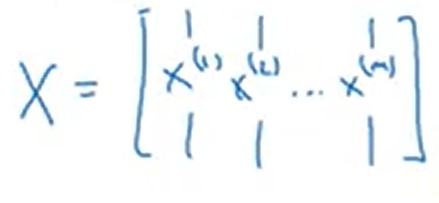 X = [ x^(1) x^(2) ... x^(m) ]